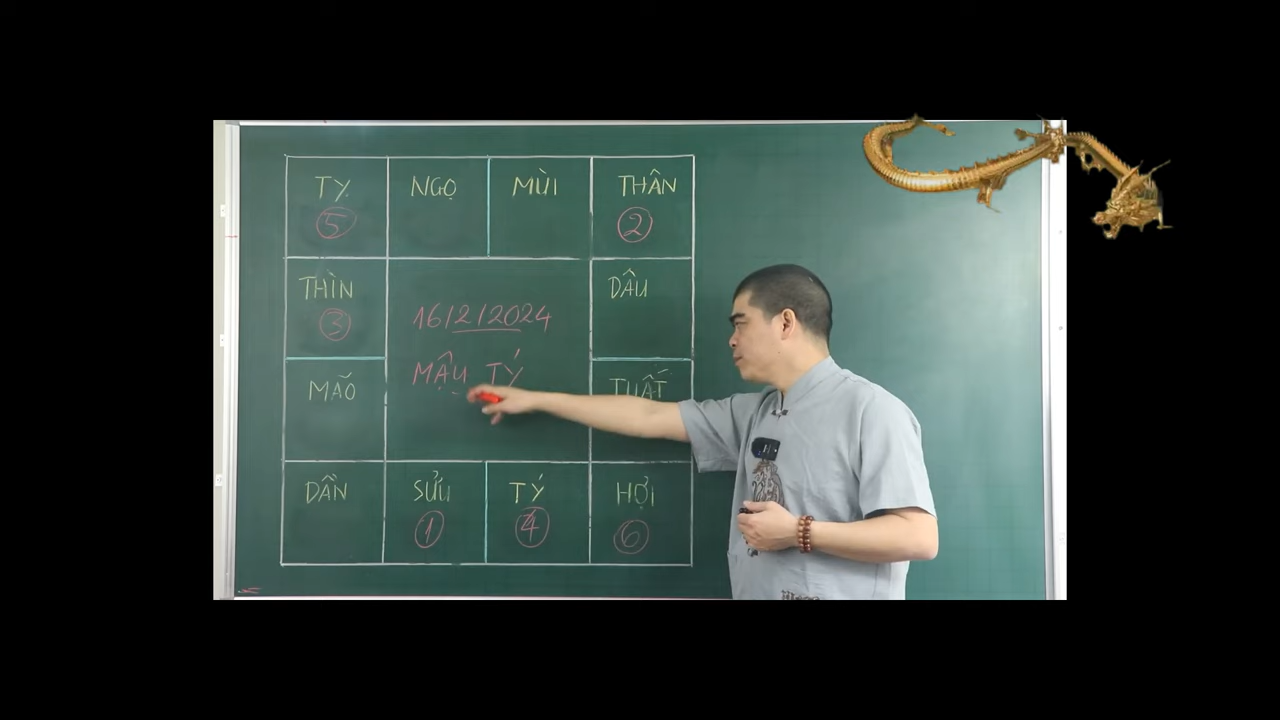 TỴ NGỌ MÙI THÂN
5 2
THÌN DẬU
3
16/2/2024
MẬU TÝ
MÃO TUẤT
DẦN SỬU TÝ HỢI
1 4 6